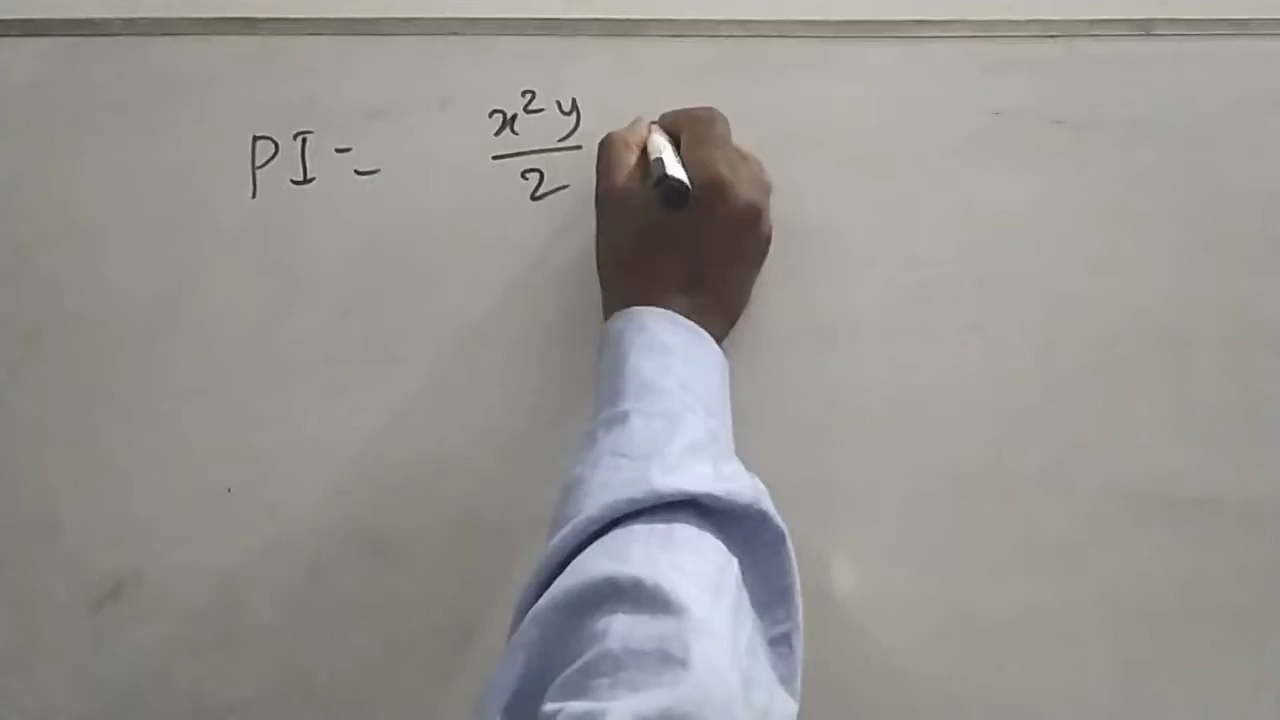 PI = x²y/2